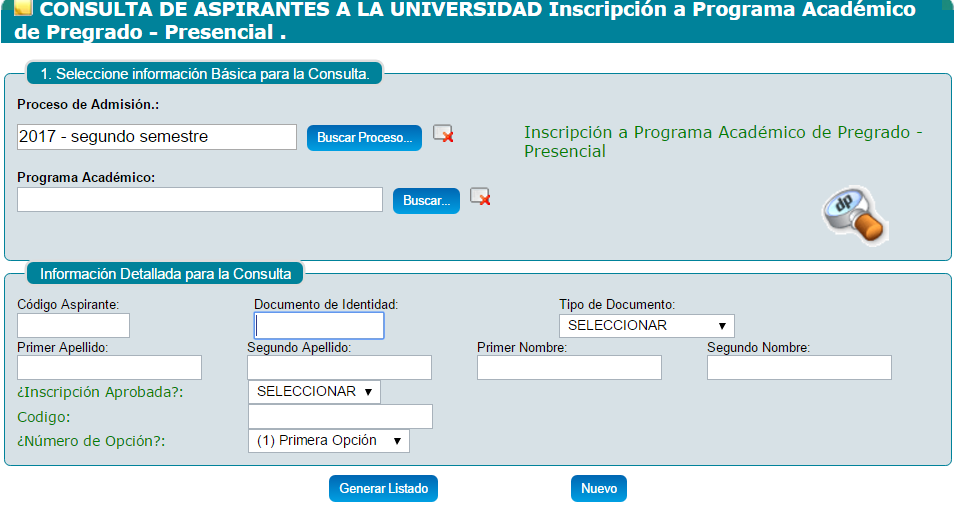 CONSULTA DE ASPIRANTES A LA UNIVERSIDAD Inscripción a Programa Académico
de Pregrado - Presencial .
1. Seleccione información Básica para la Consulta.
Proceso de Admisión.:
2017 - segundo semestre
Buscar Proceso...
Inscripción a Programa Académico de Pregrado -
Presencial
Programa Académico:
Buscar...
dp
Información Detallada para la Consulta
Código Aspirante:
Documento de Identidad:
Tipo de Documento:
SELECCIONAR
Primer Apellido:
Segundo Apellido:
Primer Nombre:
Segundo Nombre:
¿Inscripción Aprobada?:
SELECCIONAR
Codigo:
¿Número de Opción?:
(1) Primera Opción
Generar Listado
Nuevo